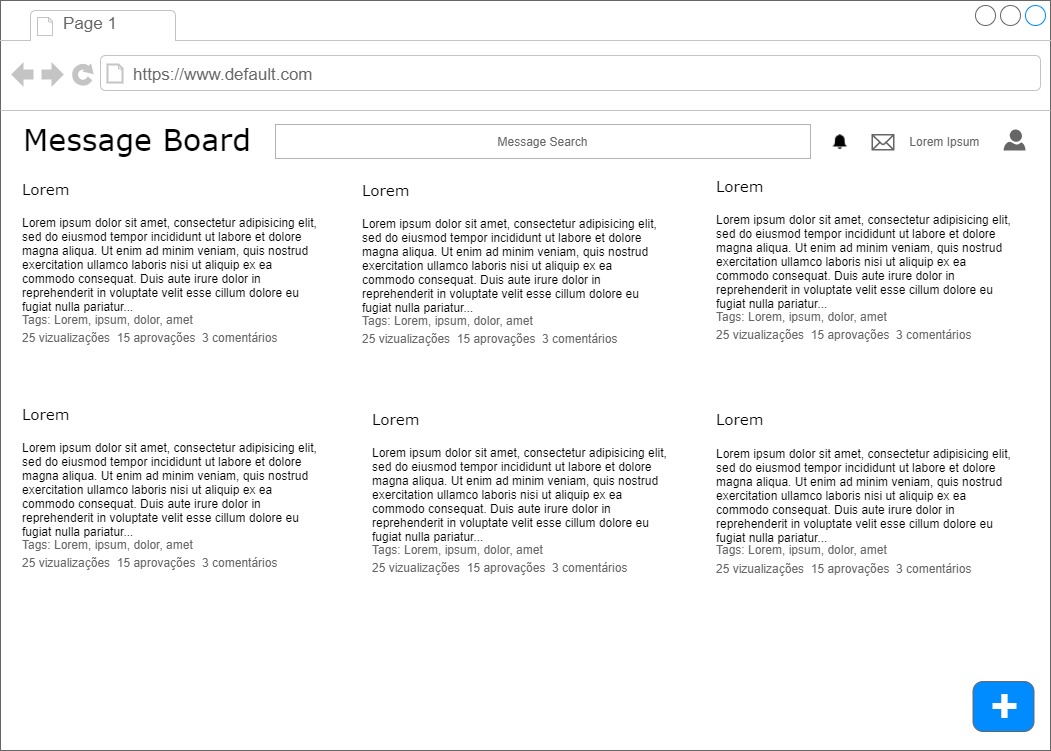 Page 1
https://www.default.com
Message Board
Message Search
Lorem Ipsum
Lorem
Lorem ipsum dolor sit amet, consectetur adipisicing elit,
sed do eiusmod tempor incididunt ut labore et dolore
magna aliqua. Ut enim ad minim veniam, quis nostrud
exercitation ullamco laboris nisi ut aliquip ex ea
commodo consequat. Duis aute irure dolor in
reprehenderit in voluptate velit esse cillum dolore eu
fugiat nulla pariatur...
Tags: Lorem, ipsum, dolor, amet
25 vizualizações 15 aprovações 3 comentários
Lorem
Lorem ipsum dolor sit amet, consectetur adipisicing elit,
sed do eiusmod tempor incididunt ut labore et dolore
magna aliqua. Ut enim ad minim veniam, quis nostrud
exercitation ullamco laboris nisi ut aliquip ex ea
commodo consequat. Duis aute irure dolor in
reprehenderit in voluptate velit esse cillum dolore eu
fugiat nulla pariatur...
Tags: Lorem, ipsum, dolor, amet
25 vizualizações 15 aprovações 3 comentários
Lorem
Lorem ipsum dolor sit amet, consectetur adipisicing elit,
sed do eiusmod tempor incididunt ut labore et dolore
magna aliqua. Ut enim ad minim veniam, quis nostrud
exercitation ullamco laboris nisi ut aliquip ex ea
commodo consequat. Duis aute irure dolor in
reprehenderit in voluptate velit esse cillum dolore eu
fugiat nulla pariatur...
Tags: Lorem, ipsum, dolor, amet
25 vizualizações 15 aprovações 3 comentários
Lorem
Lorem ipsum dolor sit amet, consectetur adipisicing elit,
sed do eiusmod tempor incididunt ut labore et dolore
magna aliqua. Ut enim ad minim veniam, quis nostrud
exercitation ullamco laboris nisi ut aliquip ex ea
commodo consequat. Duis aute irure dolor in
reprehenderit in voluptate velit esse cillum dolore eu
fugiat nulla pariatur...
Tags: Lorem, ipsum, dolor, amet
25 vizualizações 15 aprovações 3 comentários
Lorem
Lorem ipsum dolor sit amet, consectetur adipisicing elit,
sed do eiusmod tempor incididunt ut labore et dolore
magna aliqua. Ut enim ad minim veniam, quis nostrud
exercitation ullamco laboris nisi ut aliquip ex ea
commodo consequat. Duis aute irure dolor in
reprehenderit in voluptate velit esse cillum dolore eu
fugiat nulla pariatur...
Tags: Lorem, ipsum, dolor, amet
25 vizualizações 15 aprovações 3 comentários
Lorem
Lorem ipsum dolor sit amet, consectetur adipisicing elit,
sed do eiusmod tempor incididunt ut labore et dolore
magna aliqua. Ut enim ad minim veniam, quis nostrud
exercitation ullamco laboris nisi ut aliquip ex ea
commodo consequat. Duis aute irure dolor in
reprehenderit in voluptate velit esse cillum dolore eu
fugiat nulla pariatur...
Tags: Lorem, ipsum, dolor, amet
25 vizualizações 15 aprovações 3 comentários